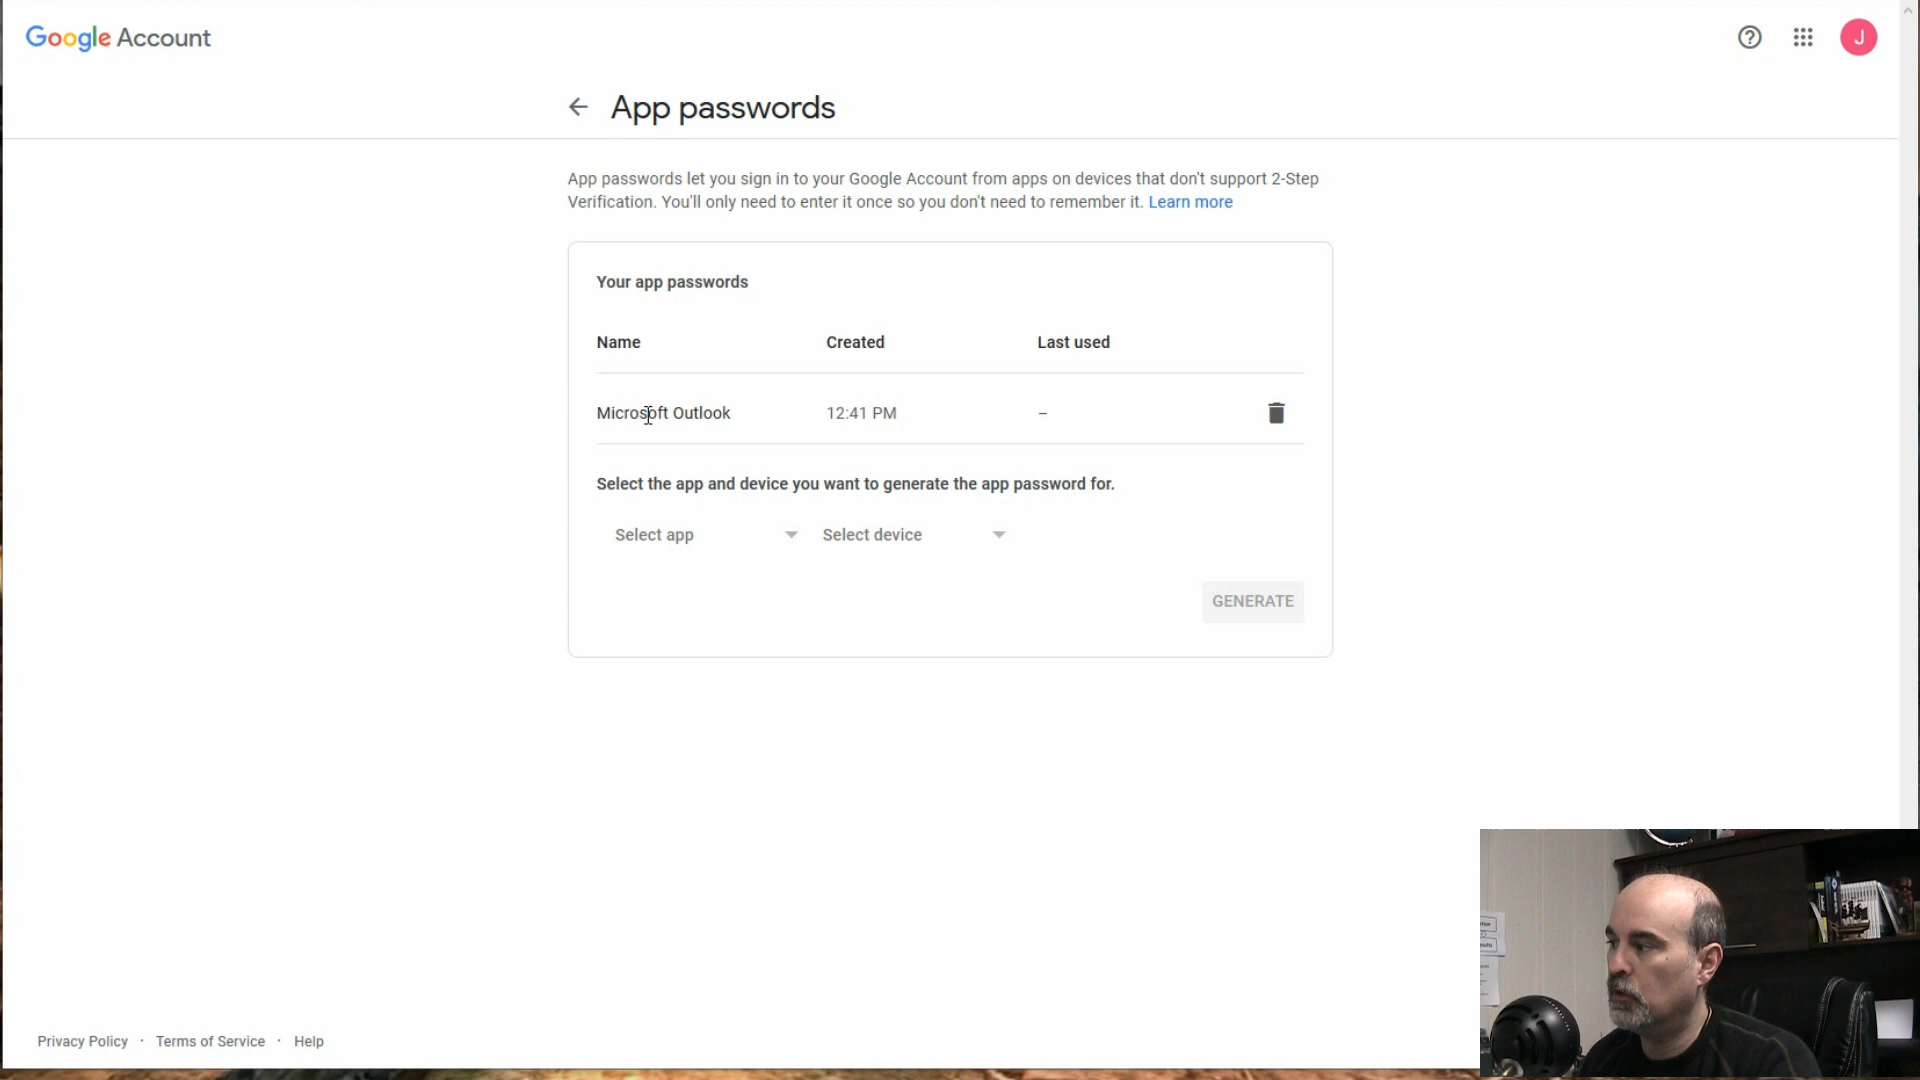 Google Account
J
App passwords
App passwords let you sign in to your Google Account from apps on devices that don't support 2-Step
Verification. You'll only need to enter it once so you don't need to remember it. Learn more
Your app passwords
Name Created Last used
Microsoft Outlook 12:41 PM –
Select the app and device you want to generate the app password for.
Select app Select device
GENERATE
Privacy Policy · Terms of Service · Help